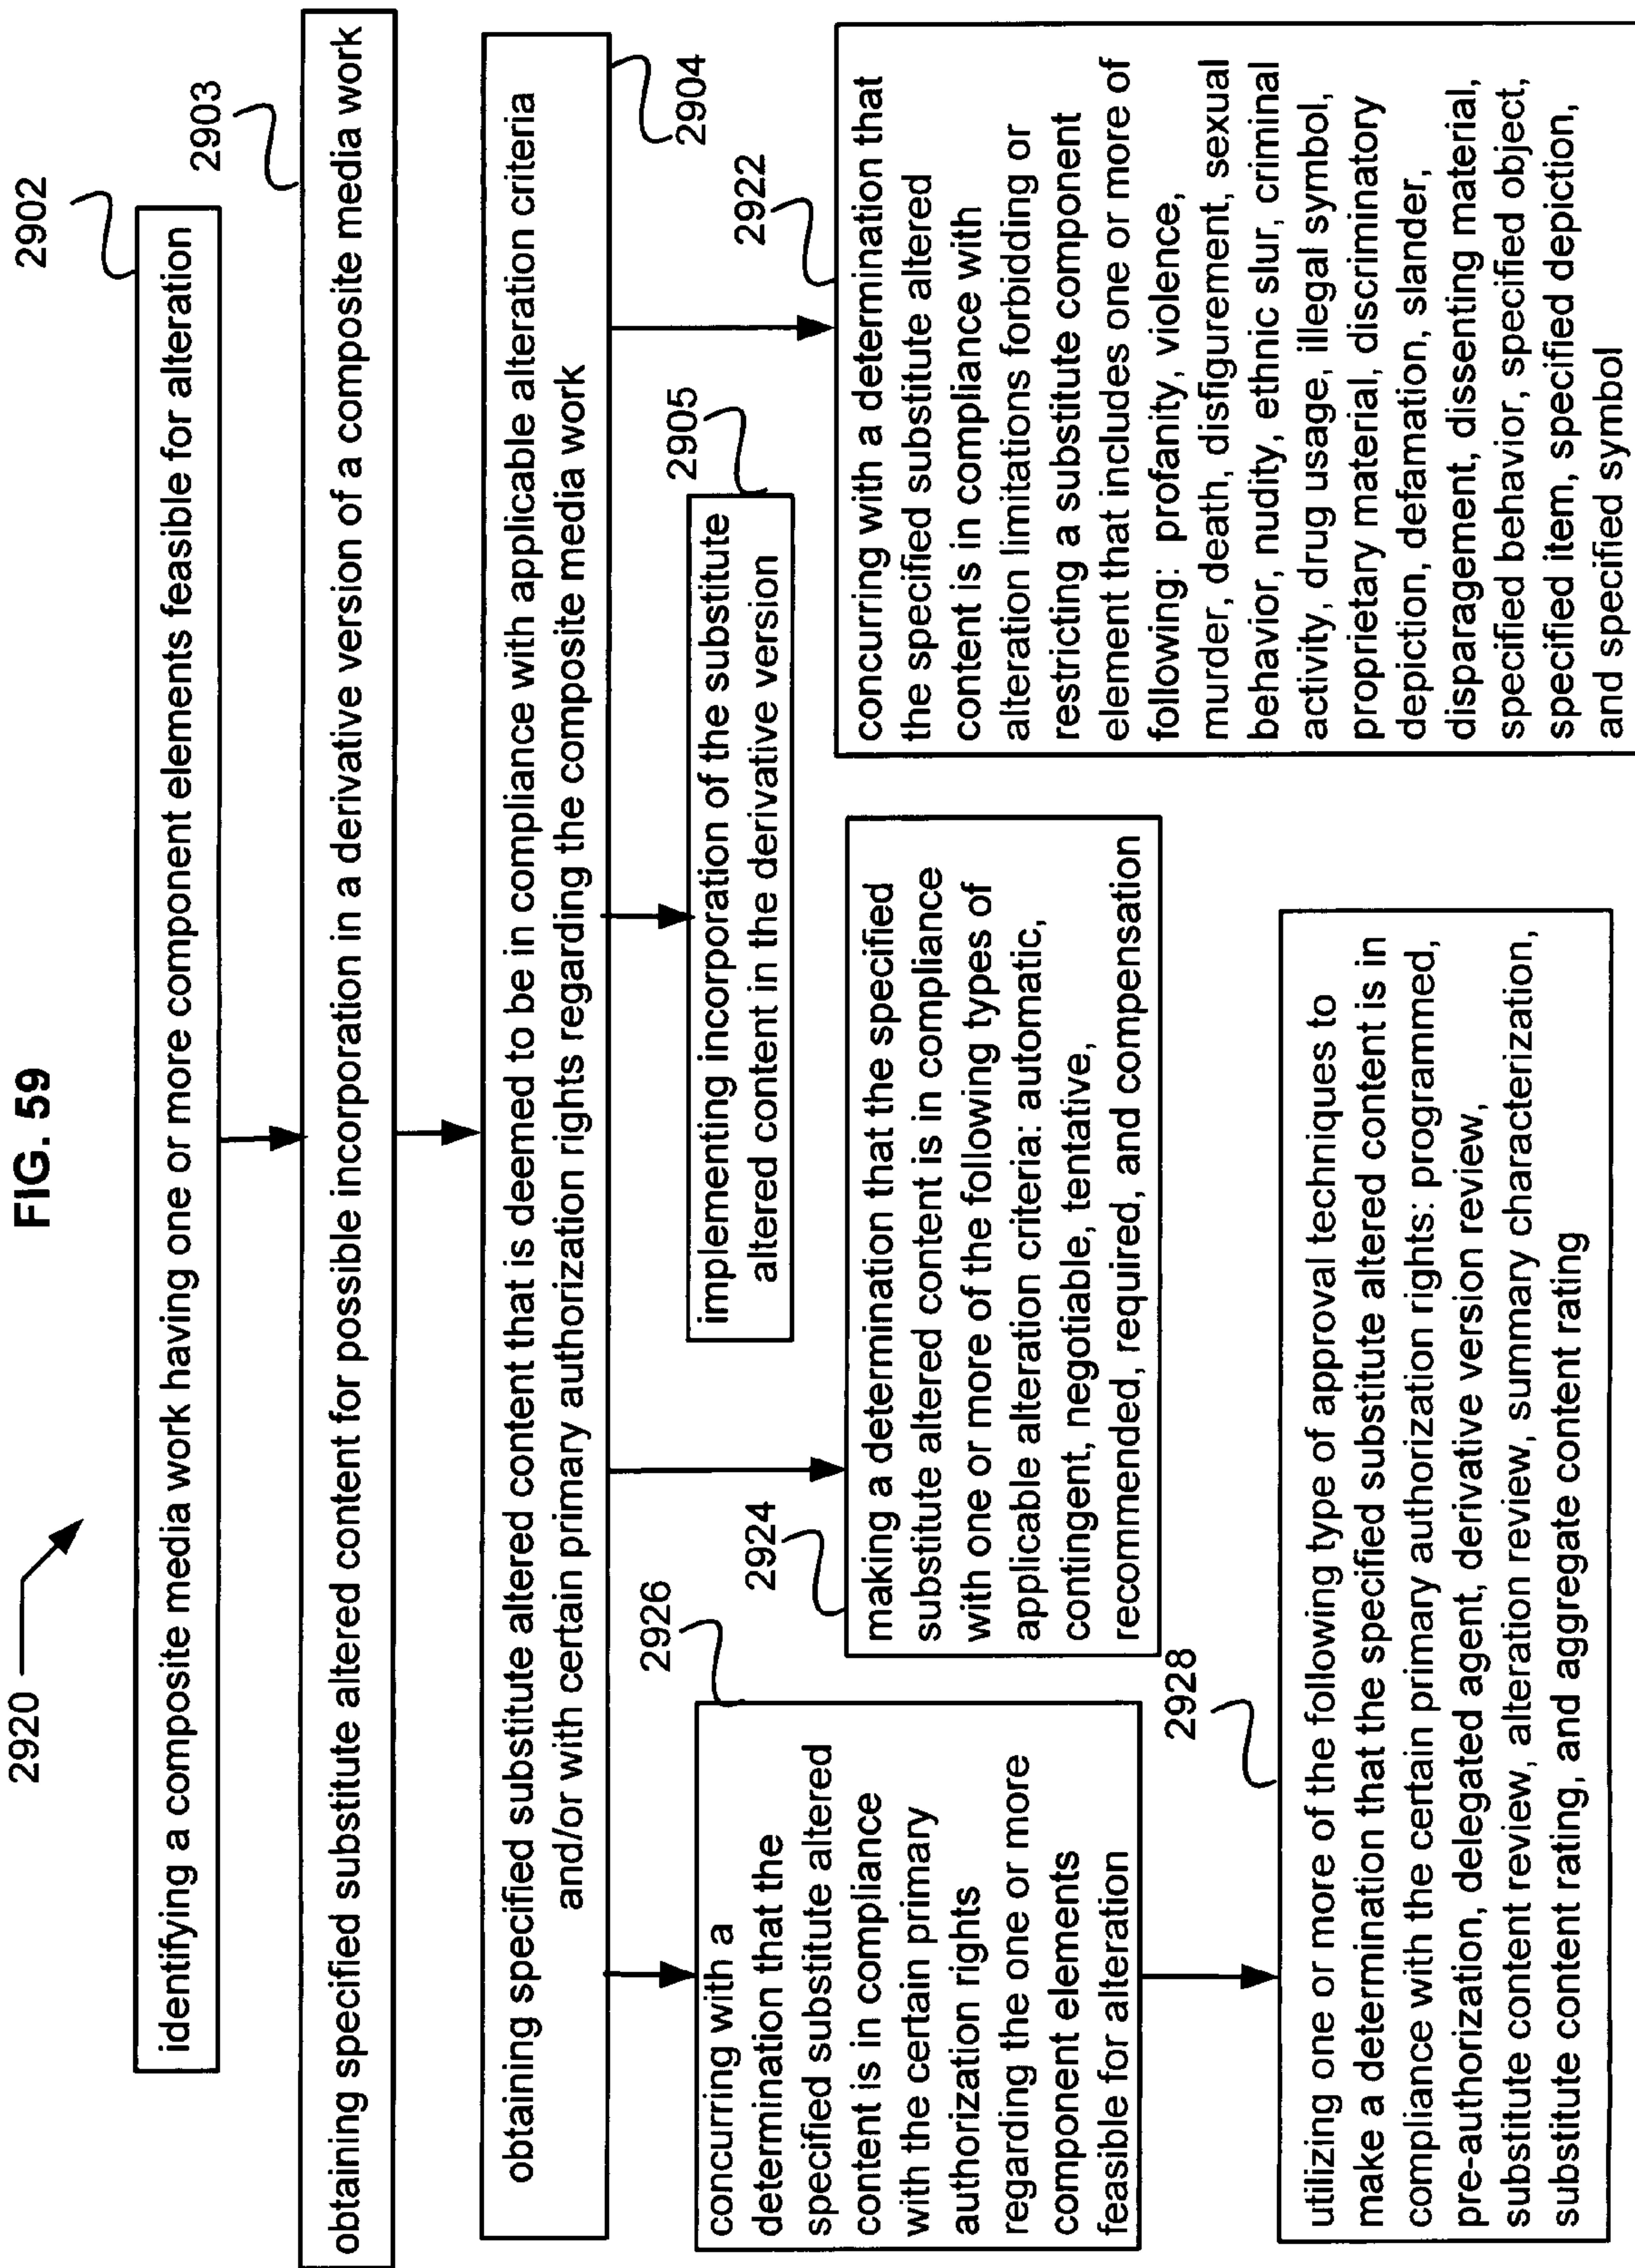 FIG. 59
2920
2902
identifying a composite media work having one or more component elements feasible for alteration
2903
obtaining specified substitute altered content for possible incorporation in a derivative version of a composite media work
obtaining specified substitute altered content that is deemed to be in compliance with applicable alteration criteria
and/or with certain primary authorization rights regarding the composite media work
2904
2926
concurring with a
determination that the
specified substitute altered
content is in compliance
with the certain primary
authorization rights
regarding the one or more
component elements
feasible for alteration
2924
making a determination that the specified
substitute altered content is in compliance
with one or more of the following types of
applicable alteration criteria: automatic,
contingent, negotiable, tentative,
recommended, required, and compensation
2905
implementing incorporation of the substitute
altered content in the derivative version
2922
concurring with a determination that
the specified substitute altered
content is in compliance with
alteration limitations forbidding or
restricting a substitute component
element that includes one or more of
following: profanity, violence,
murder, death, disfigurement, sexual
behavior, nudity, ethnic slur, criminal
activity, drug usage, illegal symbol,
proprietary material, discriminatory
depiction, defamation, slander,
disparagement, dissenting material,
specified behavior, specified object,
specified item, specified depiction,
and specified symbol
2928
utilizing one or more of the following type of approval techniques to
make a determination that the specified substitute altered content is in
compliance with the certain primary authorization rights: programmed,
pre-authorization, delegated agent, derivative version review,
substitute content review, alteration review, summary characterization,
substitute content rating, and aggregate content rating